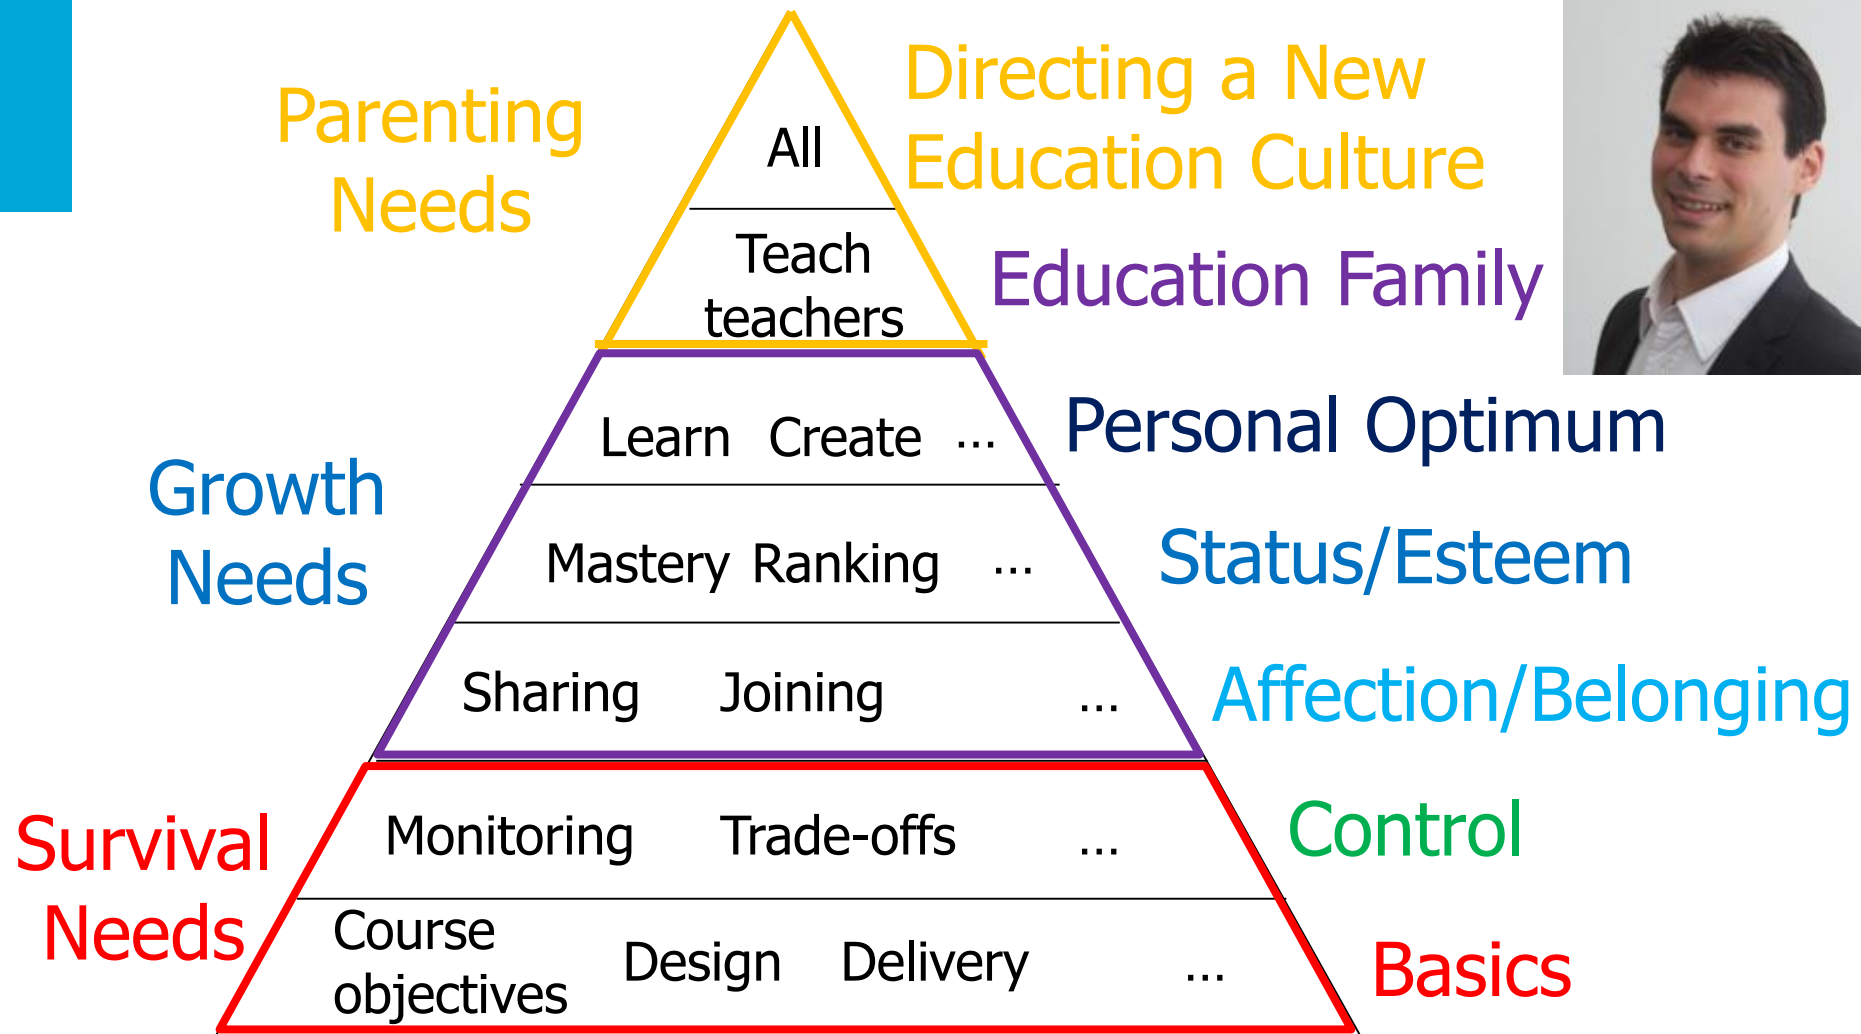 Parenting
Needs
All
Directing a New
Education Culture
Teach
teachers
Education Family
Growth
Needs
Learn Create ...
Personal Optimum
Mastery Ranking ...
Status/Esteem
Sharing Joining ...
Affection/Belonging
Survival
Needs
Monitoring Trade-offs ...
Control
Course
objectives
Design Delivery ...
Basics